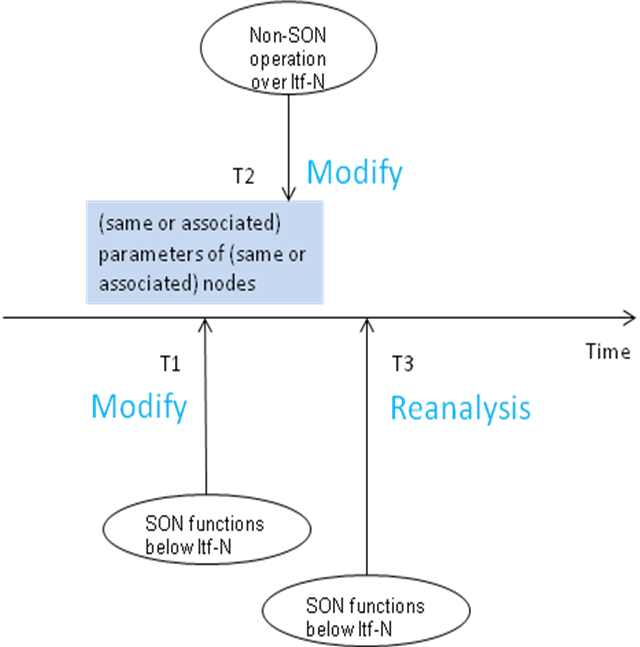 Non-SON
operation
over Itf-N
T2
Modify
(same or associated)
parameters of (same or
associated) nodes
Time
T1
T3
Modify
Reanalysis
SON functions
below Itf-N
SON functions
below Itf-N